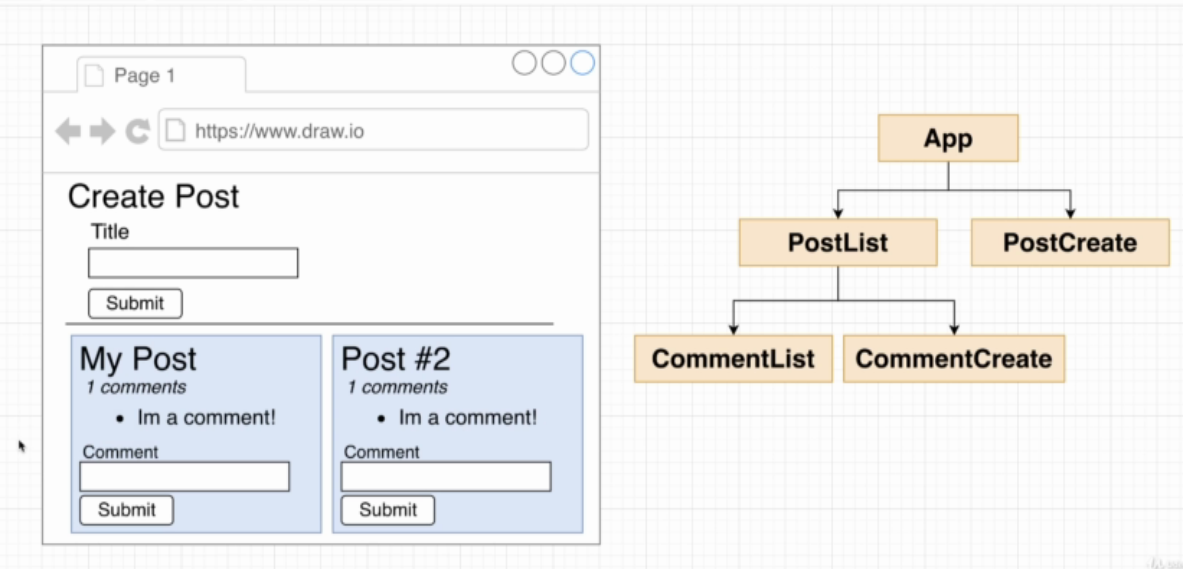 Page 1
https://www.draw.io
Create Post
Title
Submit
My Post
1 comments
• Im a comment!
Comment
Submit
Post #2
1 comments
• Im a comment!
Comment
Submit
App
PostList
PostCreate
CommentList
CommentCreate